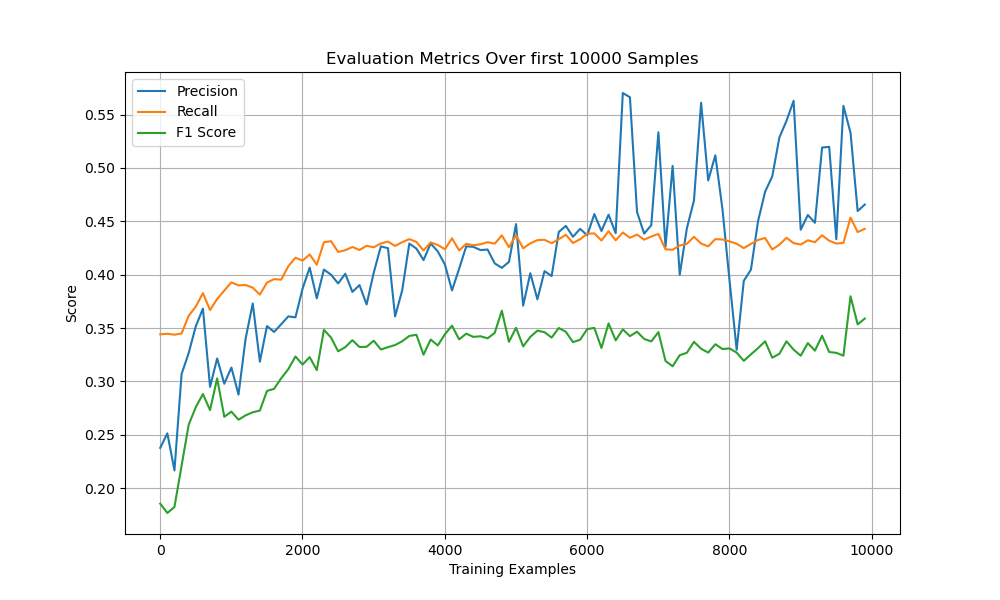 Evaluation Metrics Over first 10000 Samples
Precision
Recall
F1 Score
0.55
0.50
0.45
0.40
0.35
0.30
0.25
0.20
Score
0 2000 4000 6000 8000 10000
Training Examples